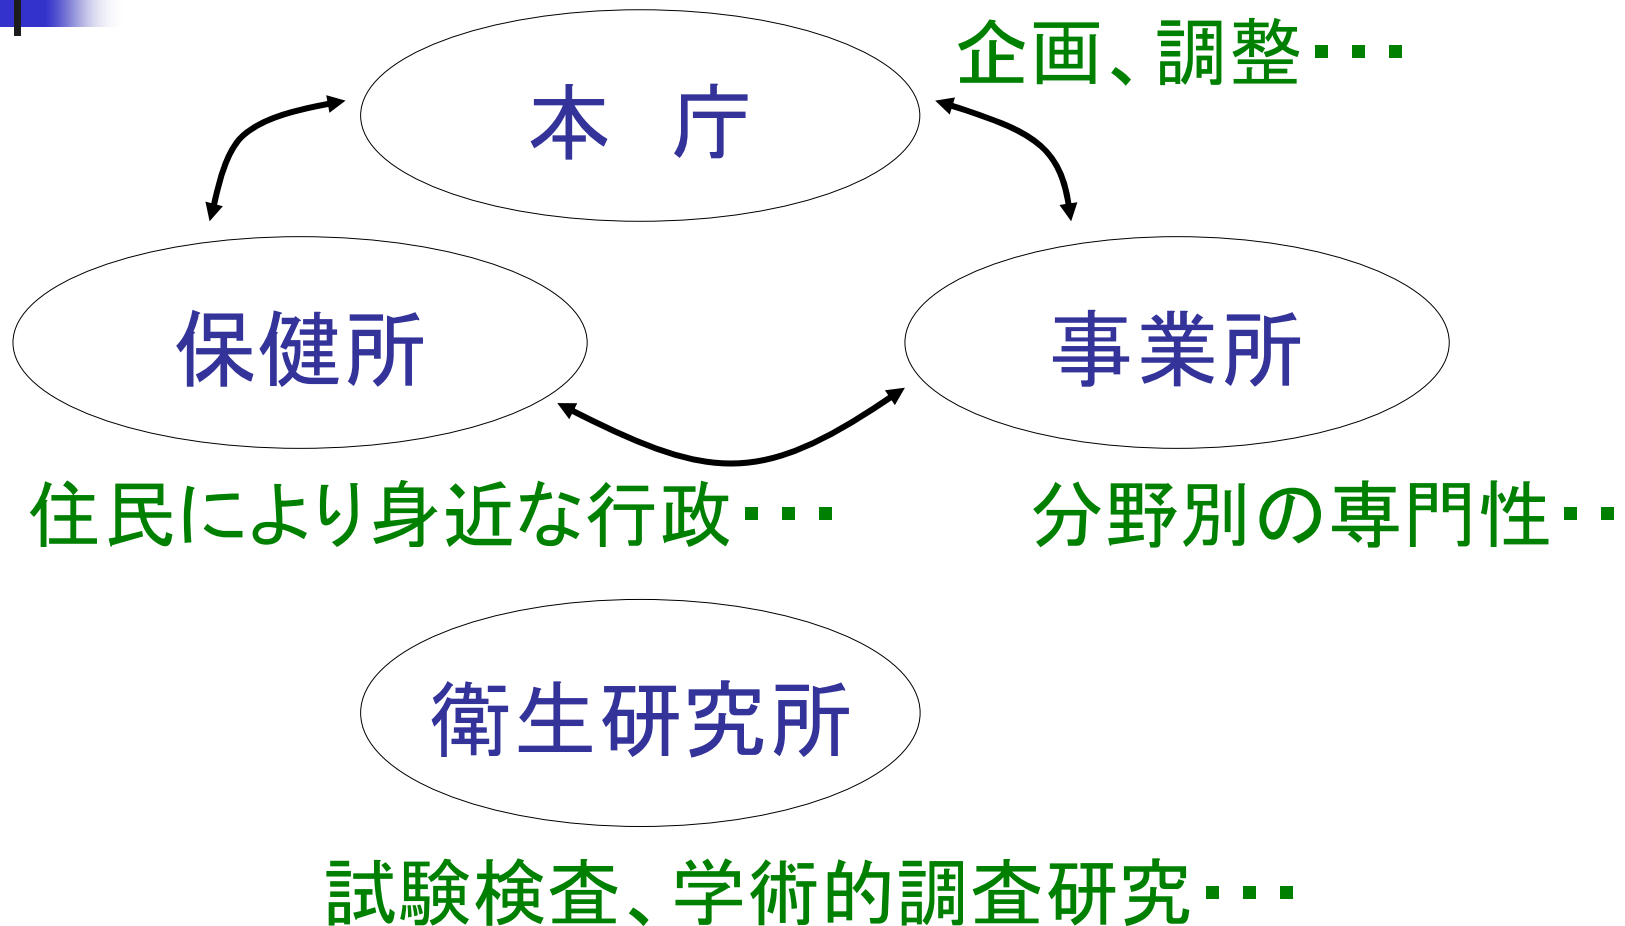 企画、調整・・・
本　庁
保健所
事業所
住民により身近な行政・・・
分野別の専門性・・
衛生研究所
試験検査、学術的調査研究・・・